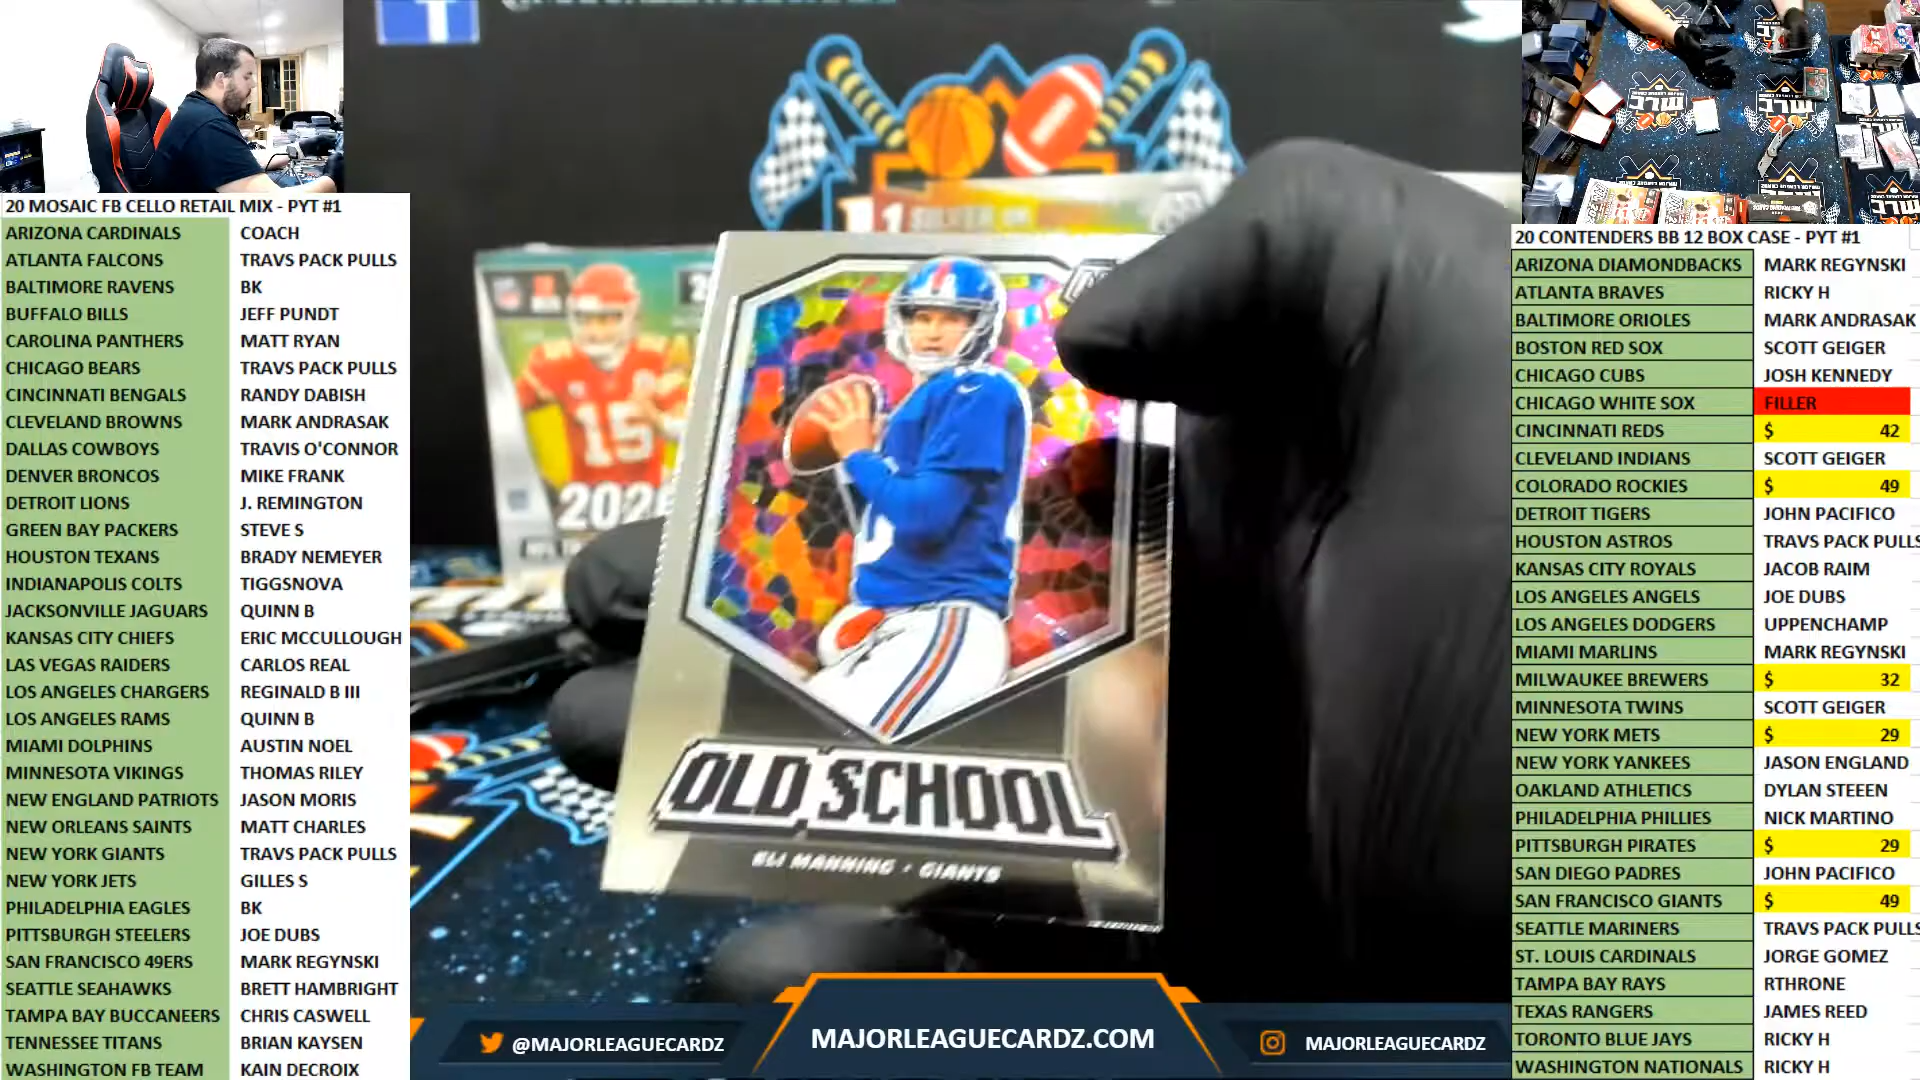 20 MOSAIC FB CELLO RETAIL MIX - PYT #1
ARIZONA CARDINALS COACH
ATLANTA FALCONS TRAVS PACK PULLS
BALTIMORE RAVENS BK
BUFFALO BILLS JEFF PUNDT
CAROLINA PANTHERS MATT RYAN
CHICAGO BEARS TRAVS PACK PULLS
CINCINNATI BENGALS RANDY DABISH
CLEVELAND BROWNS MARK ANDRASAK
DALLAS COWBOYS TRAVIS O'CONNOR
DENVER BRONCOS MIKE FRANK
DETROIT LIONS J. REMINGTON
GREEN BAY PACKERS STEVE S
HOUSTON TEXANS BRADY NEMEYER
INDIANAPOLIS COLTS TIGGSNOVA
JACKSONVILLE JAGUARS QUINN B
KANSAS CITY CHIEFS ERIC MCCULLOUGH
LAS VEGAS RAIDERS CARLOS REAL
LOS ANGELES CHARGERS REGINALD B III
LOS ANGELES RAMS QUINN B
MIAMI DOLPHINS AUSTIN NOEL
MINNESOTA VIKINGS THOMAS RILEY
NEW ENGLAND PATRIOTS JASON MORIS
NEW ORLEANS SAINTS MATT CHARLES
NEW YORK GIANTS TRAVS PACK PULLS
NEW YORK JETS GILLES S
PHILADELPHIA EAGLES BK
PITTSBURGH STEELERS JOE DUBS
SAN FRANCISCO 49ERS MARK REGYNSKI
SEATTLE SEAHAWKS BRETT HAMBRIGHT
TAMPA BAY BUCCANEERS CHRIS CASWELL
TENNESSEE TITANS BRIAN KAYSEN
WASHINGTON FB TEAM KAIN DECROIX
15
OLD SCHOOL
ELI MANNING · GIANTS
@MAJORLEAGUECARDZ
MAJORLEAGUECARDZ.COM
MAJORLEAGUECARDZ
20 CONTENDERS BB 12 BOX CASE - PYT #1
ARIZONA DIAMONDBACKS MARK REGYNSKI
ATLANTA BRAVES RICKY H
BALTIMORE ORIOLES MARK ANDRASAK
BOSTON RED SOX SCOTT GEIGER
CHICAGO CUBS JOSH KENNEDY
CHICAGO WHITE SOX FILLER
CINCINNATI REDS $ 42
CLEVELAND INDIANS SCOTT GEIGER
COLORADO ROCKIES $ 49
DETROIT TIGERS JOHN PACIFICO
HOUSTON ASTROS TRAVS PACK PULLS
KANSAS CITY ROYALS JACOB RAIM
LOS ANGELES ANGELS JOE DUBS
LOS ANGELES DODGERS UPPENCHAMP
MIAMI MARLINS MARK REGYNSKI
MILWAUKEE BREWERS $ 32
MINNESOTA TWINS SCOTT GEIGER
NEW YORK METS $ 29
NEW YORK YANKEES JASON ENGLAND
OAKLAND ATHLETICS DYLAN STEEEN
PHILADELPHIA PHILLIES NICK MARTINO
PITTSBURGH PIRATES $ 29
SAN DIEGO PADRES JOHN PACIFICO
SAN FRANCISCO GIANTS $ 49
SEATTLE MARINERS TRAVS PACK PULLS
ST. LOUIS CARDINALS JORGE GOMEZ
TAMPA BAY RAYS RTHRONE
TEXAS RANGERS JAMES REED
TORONTO BLUE JAYS RICKY H
WASHINGTON NATIONALS RICKY H